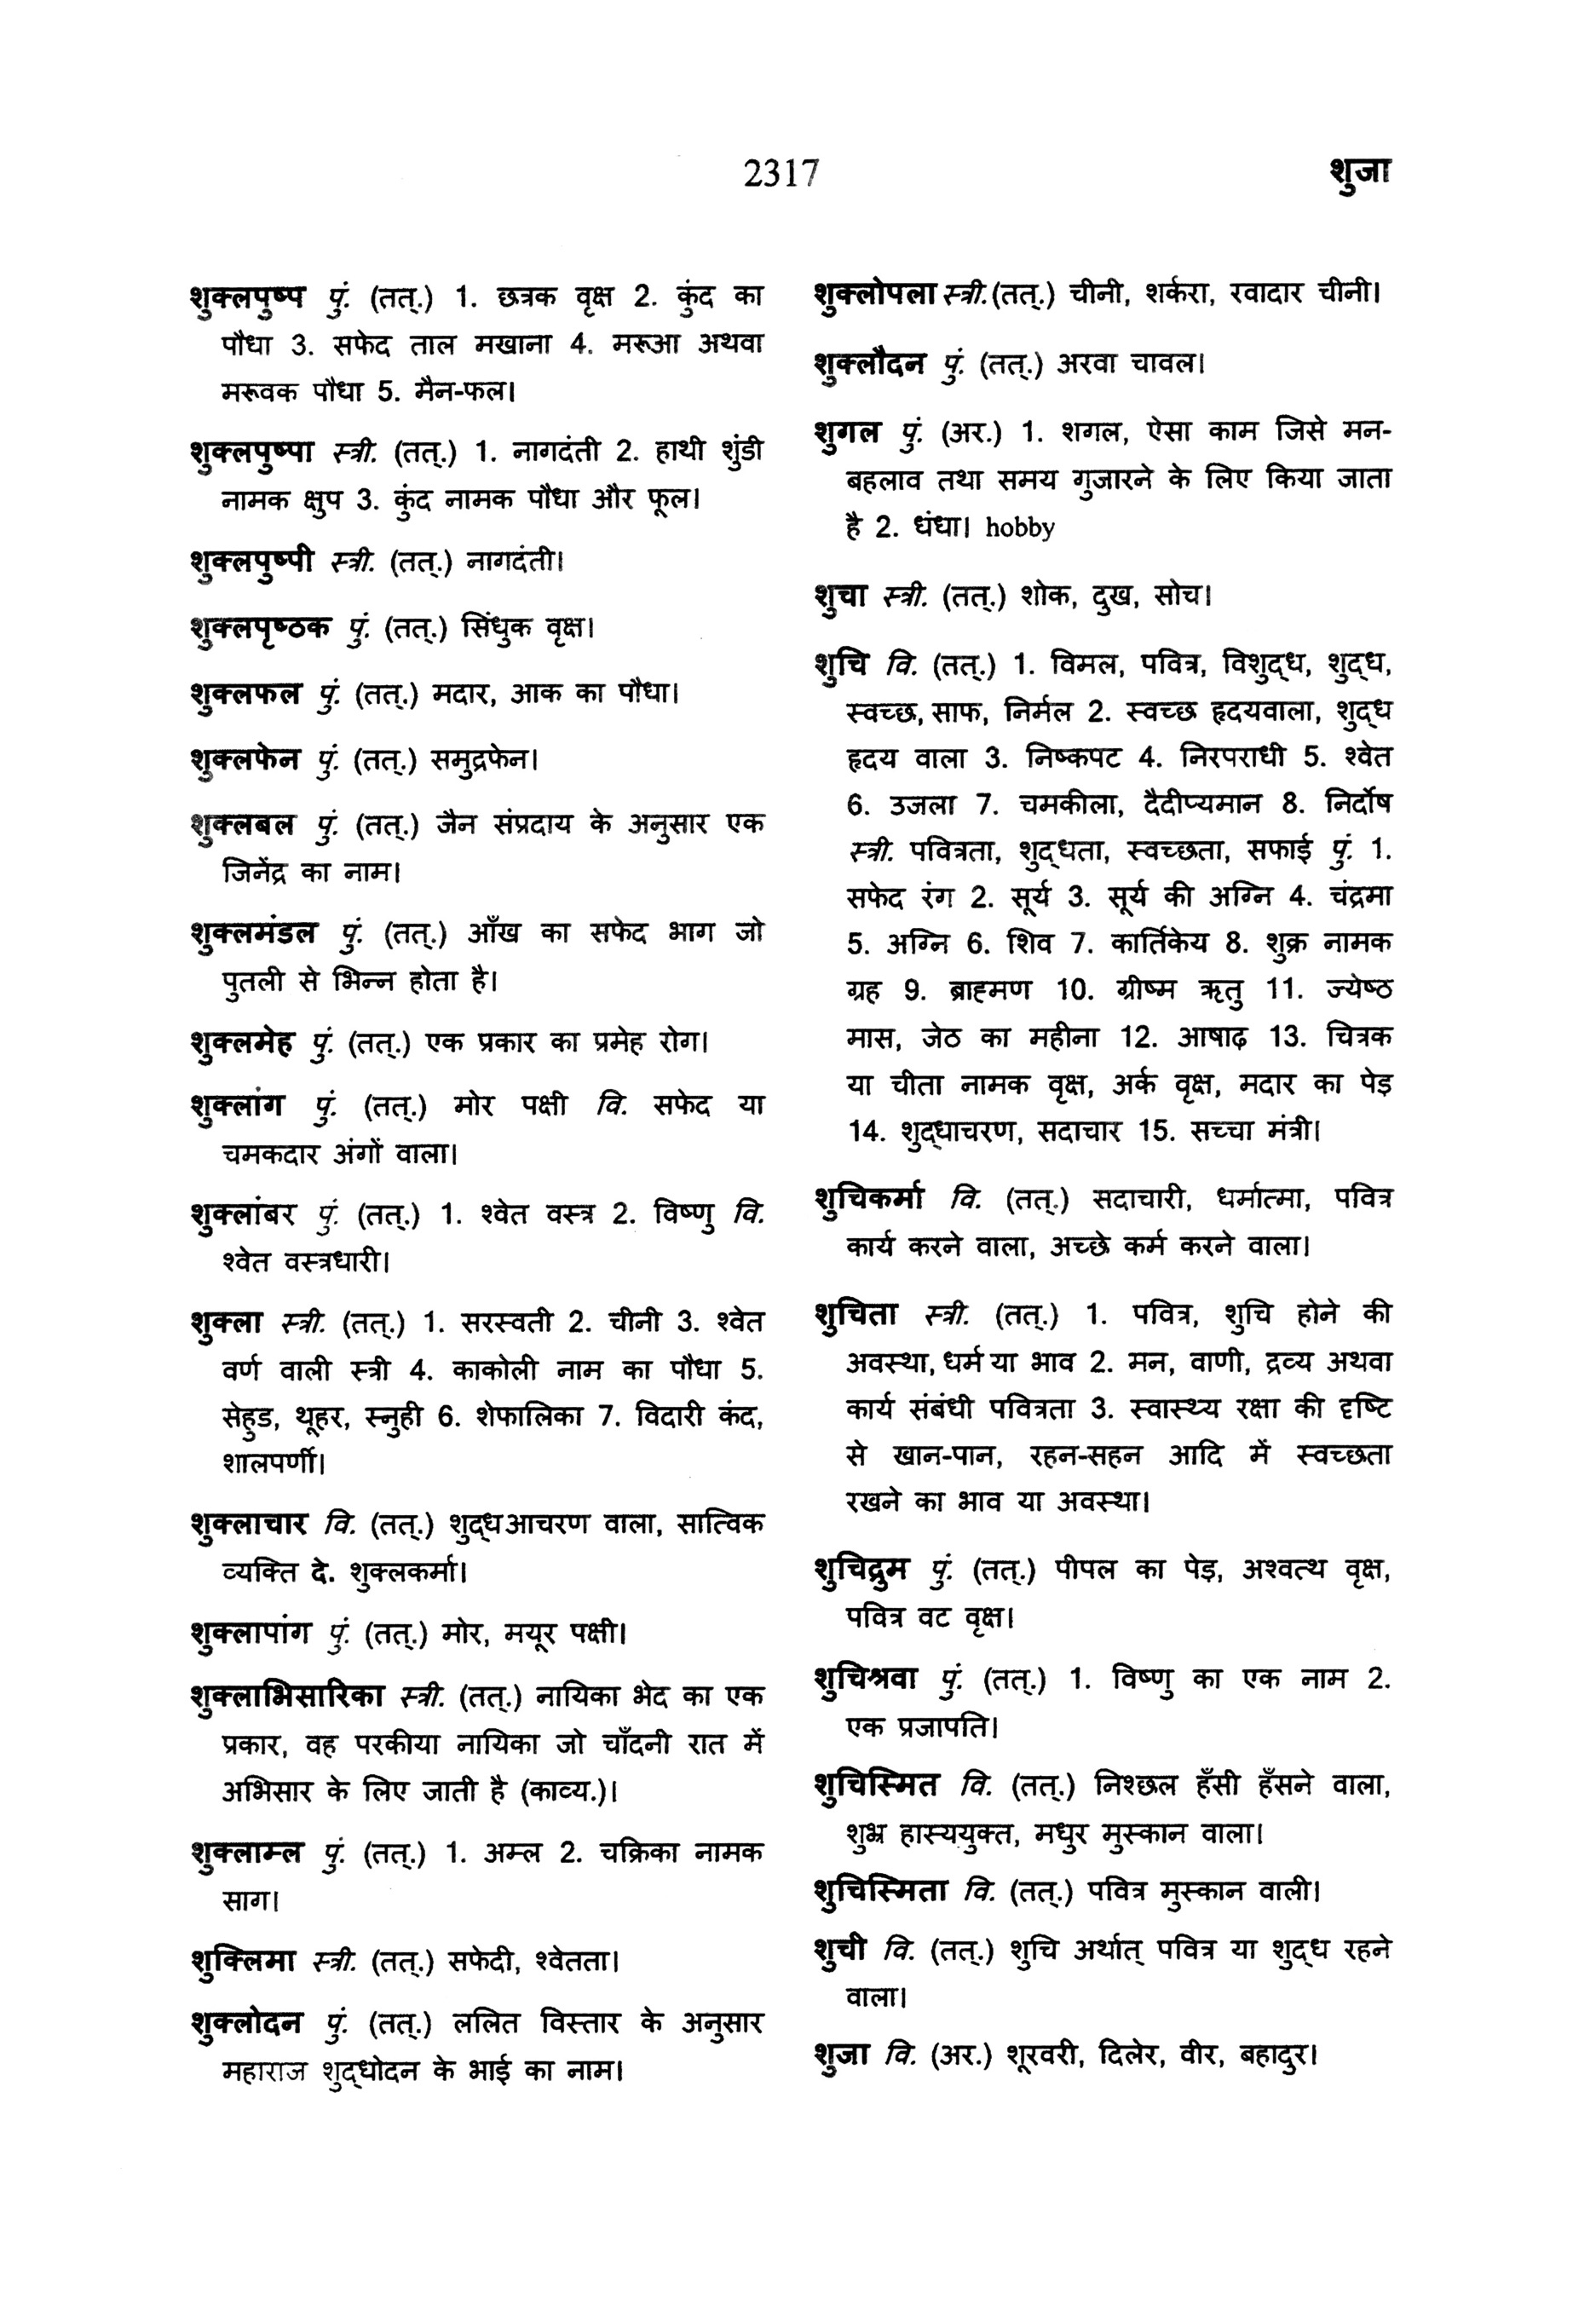 2317
शुजा
शुक्लपुष्प पुं. (तत्.) 1. छत्रक वृक्ष 2. कुंद का
पौधा 3. सफेद ताल मखाना 4. मरूआ अथवा
मरूवक पौधा 5. मैन-फल।
शुक्लपुष्पा स्त्री. (तत्.) 1. नागदंती 2. हाथी शुंडी
नामक क्षुप 3. कुंद नामक पौधा और फूल।
शुक्लपुष्पी स्त्री. (तत्.) नागदंती।
शुक्लपृष्ठक पुं. (तत्.) सिंधुक वृक्ष।
शुक्लफल पुं. (तत्.) मदार, आक का पौधा।
शुक्लफेन पुं. (तत्.) समुद्रफेन।
शुक्लबल पुं. (तत्.) जैन संप्रदाय के अनुसार एक
जिनेंद्र का नाम।
शुक्लमंडल पुं. (तत्.) आँख का सफेद भाग जो
पुतली से भिन्न होता है।
शुक्लमेह पुं. (तत्.) एक प्रकार का प्रमेह रोग।
शुक्लांग पुं. (तत्.) मोर पक्षी वि. सफेद या
चमकदार अंगों वाला।
शुक्लांबर पुं. (तत्.) 1. श्वेत वस्त्र 2. विष्णु वि.
श्वेत वस्त्रधारी।
शुक्ला स्त्री. (तत्.) 1. सरस्वती 2. चीनी 3. श्वेत
वर्ण वाली स्त्री 4. काकोली नाम का पौधा 5.
सेहुड, थूहर, स्नुही 6. शेफालिका 7. विदारी कंद,
शालपर्णी।
शुक्लाचार वि. (तत्.) शुद्धआचरण वाला, सात्विक
व्यक्ति दे. शुक्लकर्मा।
शुक्लापांग पुं. (तत्.) मोर, मयूर पक्षी।
शुक्लाभिसारिका स्त्री. (तत्.) नायिका भेद का एक
प्रकार, वह परकीया नायिका जो चाँदनी रात में
अभिसार के लिए जाती है (काव्य.)।
शुक्लाम्ल पुं. (तत्.) 1. अम्ल 2. चक्रिका नामक
साग।
शुक्लिमा स्त्री. (तत्.) सफेदी, श्वेतता।
शुक्लोदन पुं. (तत्.) ललित विस्तार के अनुसार
महाराज शुद्धोदन के भाई का नाम।
शुक्लोपला स्त्री. (तत्.) चीनी, शर्करा, रवादार चीनी।
शुक्लौदन पुं. (तत्.) अरवा चावल।
शुगल पुं. (अर.) 1. शगल, ऐसा काम जिसे मन-
बहलाव तथा समय गुजारने के लिए किया जाता
है 2. धंधा। hobby
शुचा स्त्री. (तत्.) शोक, दुख, सोच।
शुचि वि. (तत्.) 1. विमल, पवित्र, विशुद्ध, शुद्ध,
स्वच्छ, साफ, निर्मल 2. स्वच्छ हृदयवाला, शुद्ध
हृदय वाला 3. निष्कपट 4. निरपराधी 5. श्वेत
6. उजला 7. चमकीला, दैदीप्यमान 8. निर्दोष
स्त्री. पवित्रता, शुद्धता, स्वच्छता, सफाई पुं. 1.
सफेद रंग 2. सूर्य 3. सूर्य की अग्नि 4. चंद्रमा
5. अग्नि 6. शिव 7. कार्तिकेय 8. शुक्र नामक
ग्रह 9. ब्राह्मण 10. ग्रीष्म ऋतु 11. ज्येष्ठ
मास, जेठ का महीना 12. आषाढ़ 13. चित्रक
या चीता नामक वृक्ष, अर्क वृक्ष, मदार का पेड़
14. शुद्धाचरण, सदाचार 15. सच्चा मंत्री।
शुचिकर्मा वि. (तत्.) सदाचारी, धर्मात्मा, पवित्र
कार्य करने वाला, अच्छे कर्म करने वाला।
शुचिता स्त्री. (तत्.) 1. पवित्र, शुचि होने की
अवस्था, धर्म या भाव 2. मन, वाणी, द्रव्य अथवा
कार्य संबंधी पवित्रता 3. स्वास्थ्य रक्षा की दृष्टि
से खान-पान, रहन-सहन आदि में स्वच्छता
रखने का भाव या अवस्था।
शुचिद्रुम पुं. (तत्.) पीपल का पेड़, अश्वत्थ वृक्ष,
पवित्र वट वृक्ष।
शुचिश्रवा पुं. (तत्.) 1. विष्णु का एक नाम 2.
एक प्रजापति।
शुचिस्मित वि. (तत्.) निश्छल हँसी हँसने वाला,
शुभ्र हास्ययुक्त, मधुर मुस्कान वाला।
शुचिस्मिता वि. (तत्.) पवित्र मुस्कान वाली।
शुची वि. (तत्.) शुचि अर्थात् पवित्र या शुद्ध रहने
वाला।
शुजा वि. (अर.) शूरवरी, दिलेर, वीर, बहादुर।